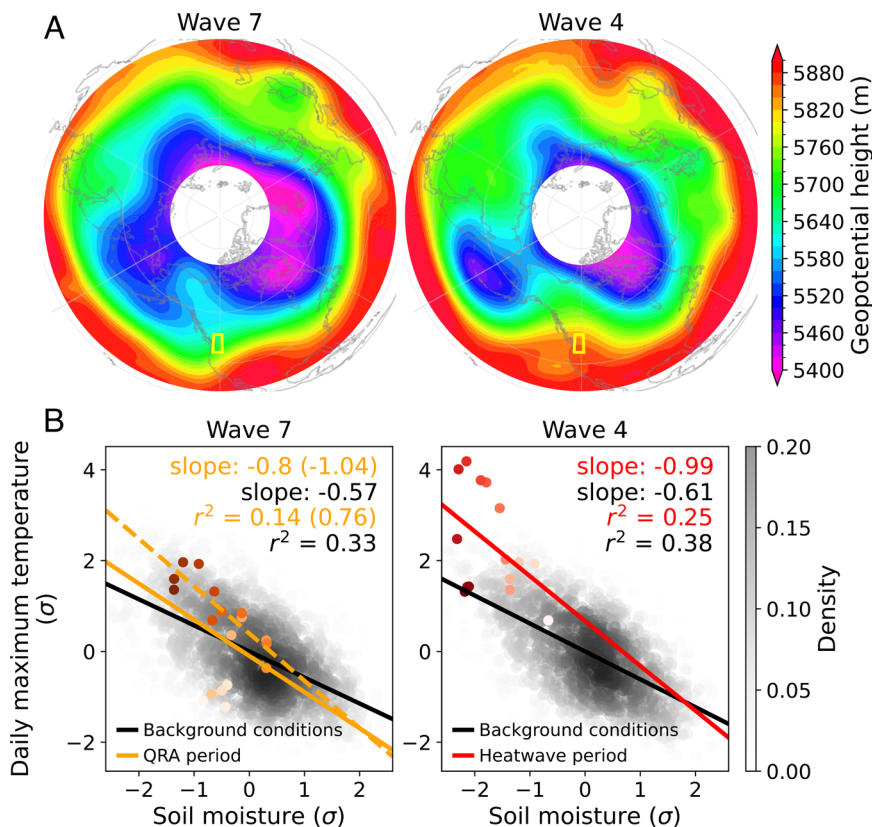 A
Wave 7
Wave 4
5880
5820
5760
5700
5640
5580
5520
5460
5400
Geopotential height (m)
B
Wave 7
Wave 4
Daily maximum temperature
(σ)
4
2
0
−2
slope: -0.8 (-1.04)
slope: -0.57
r² = 0.14 (0.76)
r² = 0.33
Background conditions
QRA period
−2 −1 0 1 2
Soil moisture (σ)
4
2
0
−2
slope: -0.99
slope: -0.61
r² = 0.25
r² = 0.38
Background conditions
Heatwave period
−2 −1 0 1 2
Soil moisture (σ)
0.20
0.15
0.10
0.05
0.00
Density